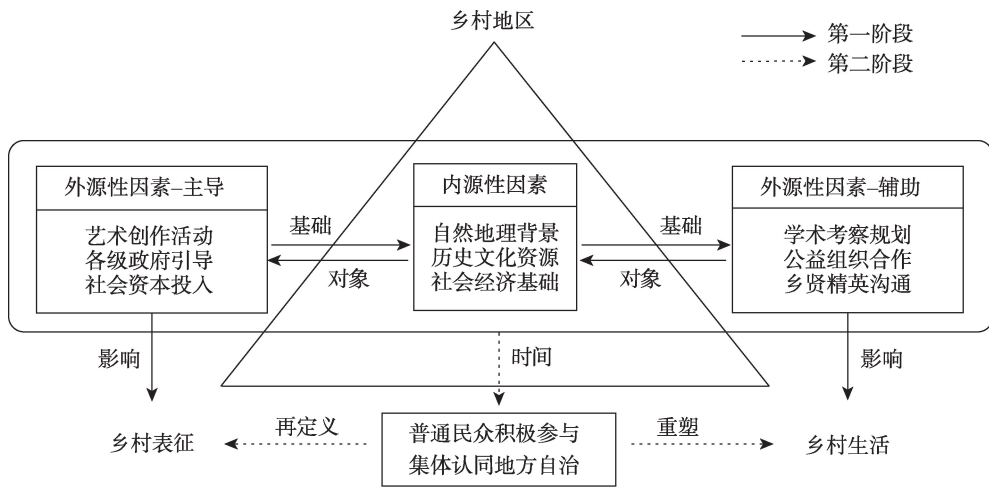 乡村地区
第一阶段
第二阶段
外源性因素–主导
艺术创作活动
各级政府引导
社会资本投入
基础
对象
内源性因素
自然地理背景
历史文化资源
社会经济基础
基础
对象
外源性因素–辅助
学术考察规划
公益组织合作
乡贤精英沟通
影响
时间
影响
乡村表征
再定义
普通民众积极参与
集体认同地方自治
重塑
乡村生活